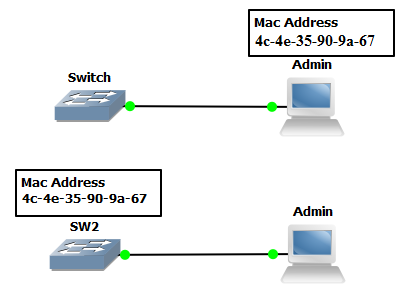 Mac Address
4c-4e-35-90-9a-67
Switch
Admin
Mac Address
4c-4e-35-90-9a-67
SW2
Admin